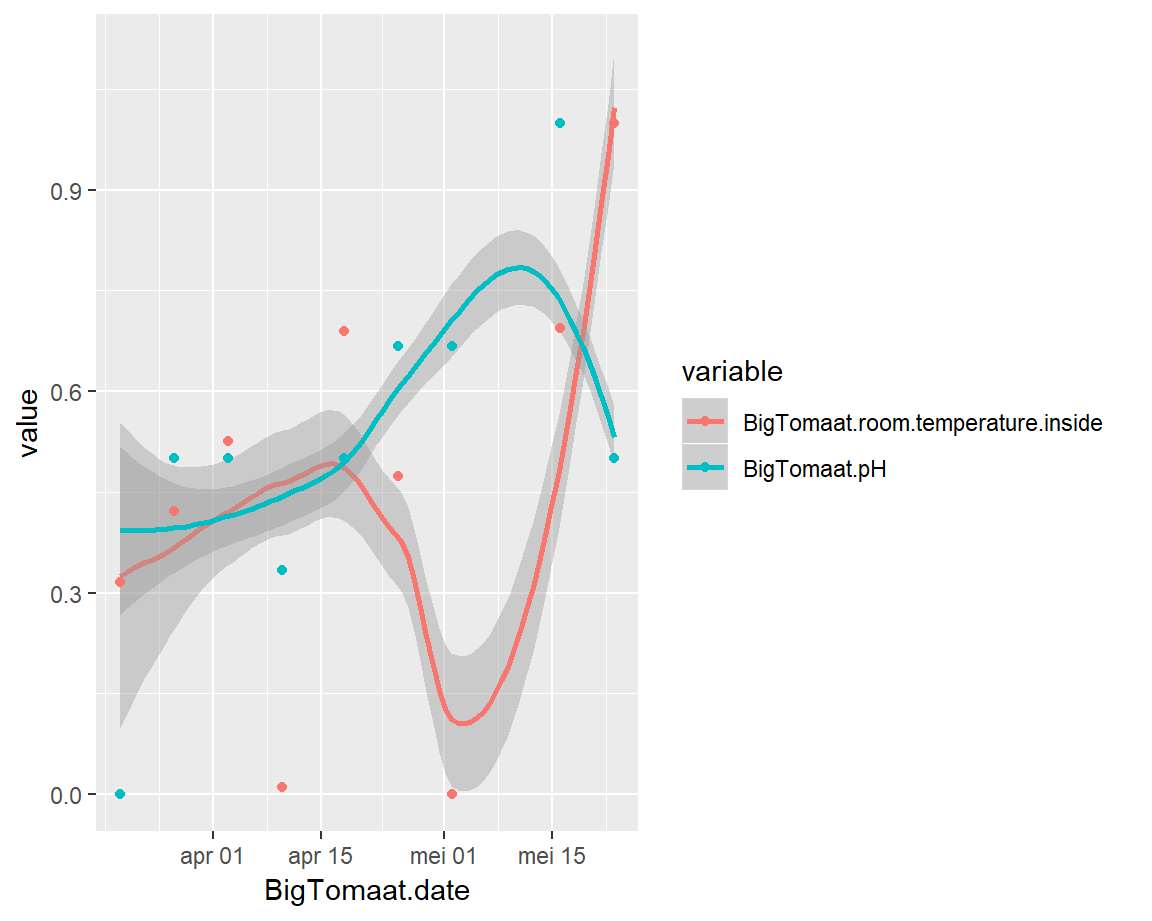 0.9
0.6
0.3
0.0
value
apr 01 apr 15 mei 01 mei 15
BigTomaat.date
variable
BigTomaat.room.temperature.inside
BigTomaat.pH